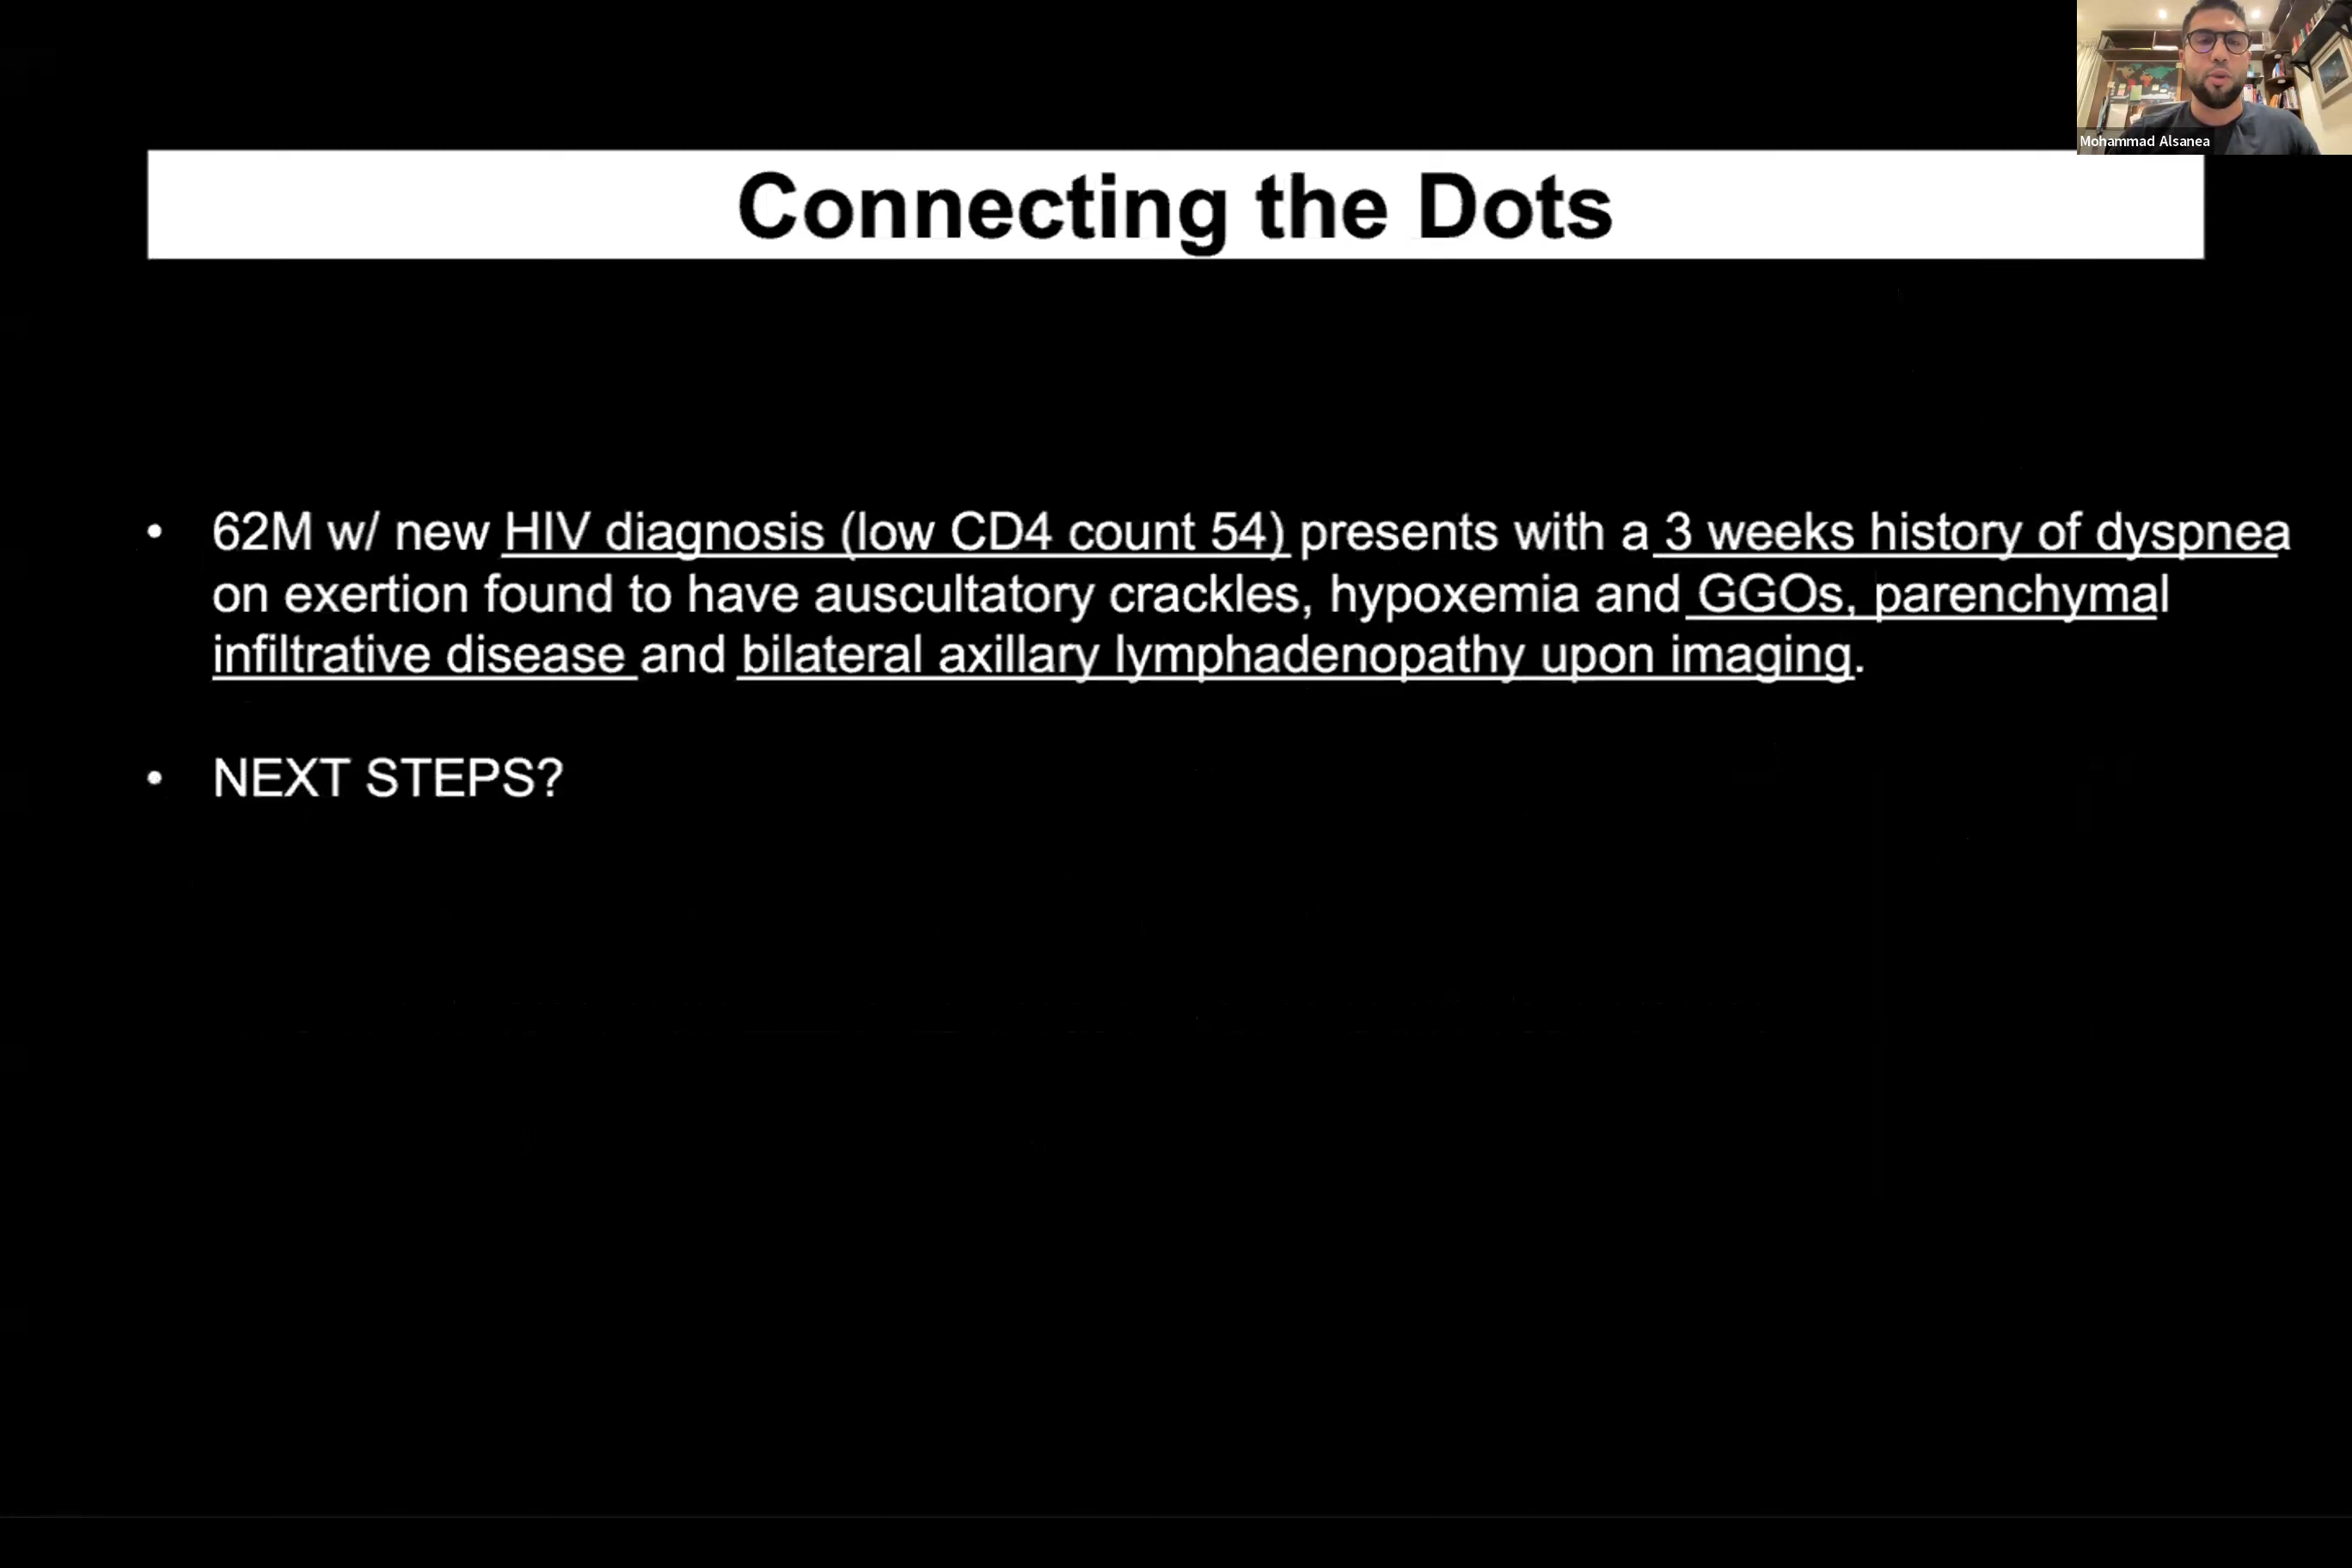 Mohammad Alsanea
Connecting the Dots
• 62M w/ new HIV diagnosis (low CD4 count 54) presents with a 3 weeks history of dyspnea
on exertion found to have auscultatory crackles, hypoxemia and GGOs, parenchymal
infiltrative disease and bilateral axillary lymphadenopathy upon imaging.
• NEXT STEPS?